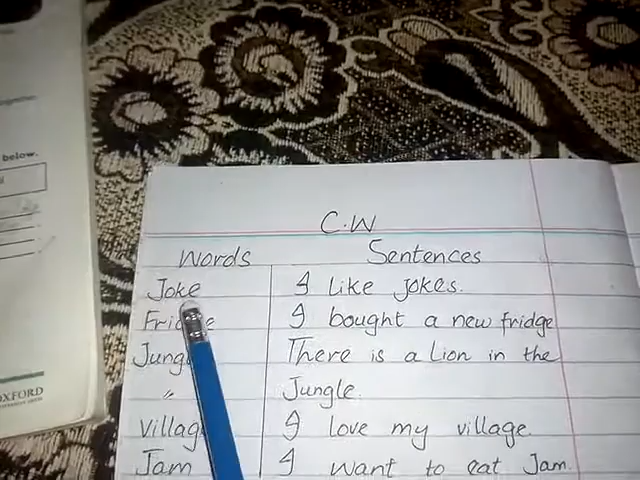 below.
OXFORD
C.W
Words Sentences
Joke I like jokes.
I bought a new fridge
There is a Lion in the
" Jungle.
I love my village.
Jam I want to eat Jam.